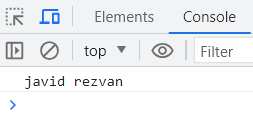 Elements Console
top Filter
javid rezvan